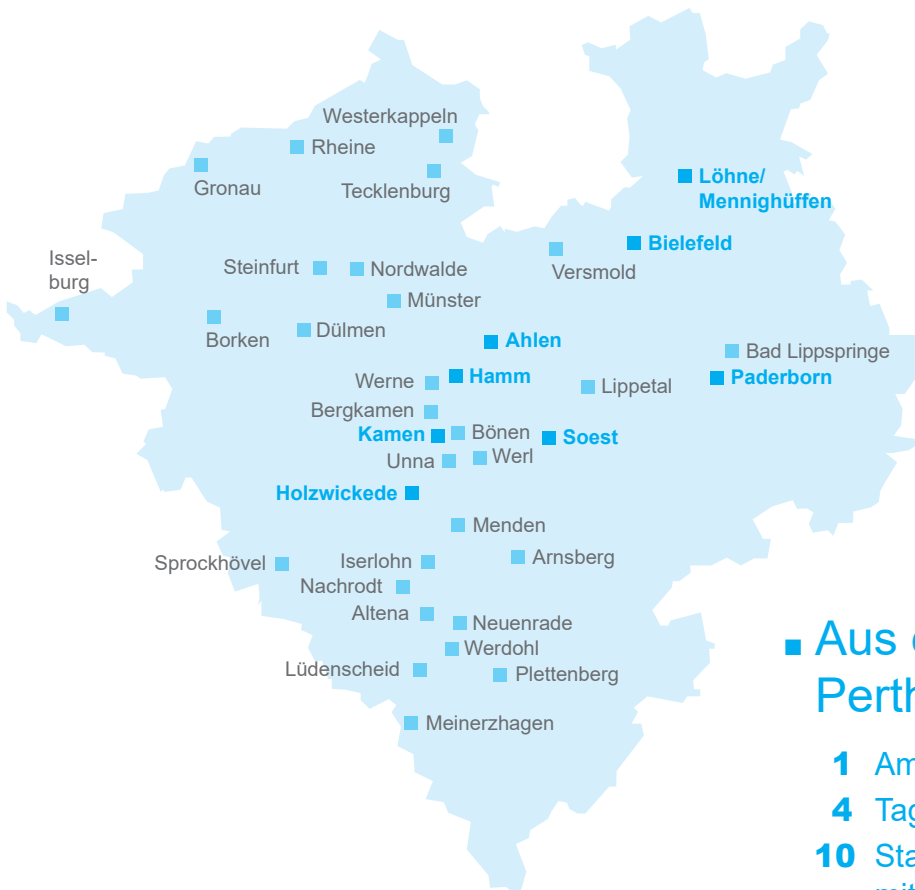 Westerkappeln
Rheine
Gronau
Tecklenburg
Löhne/
Mennighüffen
Bielefeld
Versmold
Issel-
burg
Steinfurt
Nordwalde
Münster
Borken
Dülmen
Ahlen
Bad Lippspringe
Werne
Hamm
Lippetal
Paderborn
Bergkamen
Kamen
Bönen
Soest
Unna
Werl
Holzwickede
Menden
Sprockhövel
Iserlohn
Arnsberg
Nachrodt
Altena
Neuenrade
Werdohl
Lüdenscheid
Plettenberg
Meinerzhagen
Aus
Perth
1 Am
4 Tag
10 Sta